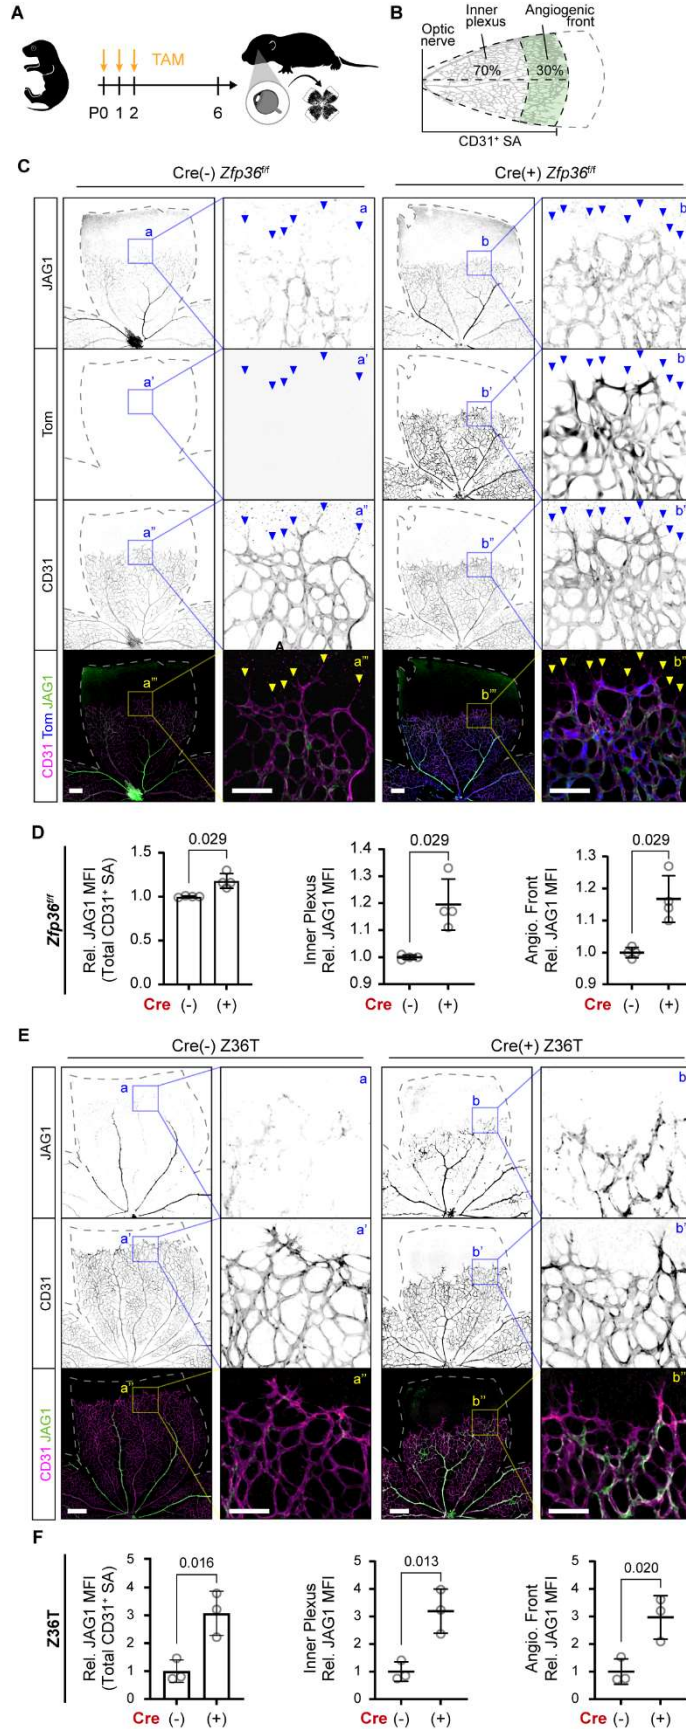 A
TAM
P0 1 2 6
B
Optic nerve
Inner plexus
Angiogenic front
70%
30%
CD31+ SA
C
Cre(-) Zfp36f/f
Cre(+) Zfp36f/f
JAG1
a
a
b
b
Tom
a'
a'
b'
b'
CD31
a''
a''
b''
b''
A
CD31 Tom JAG1
a'''
a'''
b'''
b'''
D
Zfp36f/f
Rel. JAG1 MFI
(Total CD31+ SA)
1.5
1.0
0.5
0.0
0.029
Cre (-) (+)
Inner Plexus
Rel. JAG1 MFI
1.4
1.3
1.2
1.1
1.0
0.9
0.029
(-) (+)
Angio. Front
Rel. JAG1 MFI
1.3
1.2
1.1
1.0
0.9
0.029
Cre (-) (+)
E
Cre(-) Z36T
Cre(+) Z36T
JAG1
a
a
b
b
CD31
a'
a'
b'
b'
CD31 JAG1
a''
a''
b''
b''
F
Z36T
Rel. JAG1 MFI
(Total CD31+ SA)
5
4
3
2
1
0
0.016
Cre (-) (+)
Inner Plexus
Rel. JAG1 MFI
5
4
3
2
1
0
0.013
Cre (-) (+)
Angio. Front
Rel. JAG1 MFI
5
4
3
2
1
0
0.020
Cre (-) (+)